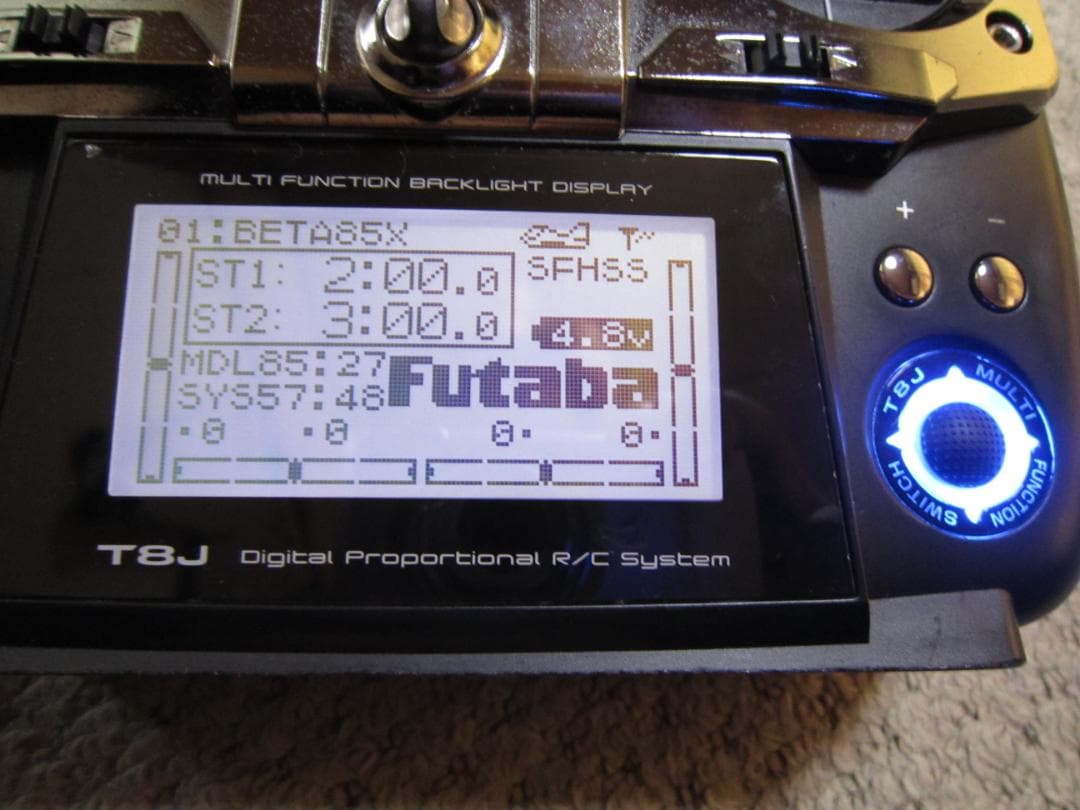 MULTI FUNCTION BACKLIGHT DISPLAY
01:BETA85X
SFHSS
ST1: 2:00.0
ST2: 3:00.0
4.8v
MDL85:27
SYS57:48
Futaba
0 0 0 0
T8J Digital Proportional R/C System
+ -
T8J MULTI FUNCTION SWITCH